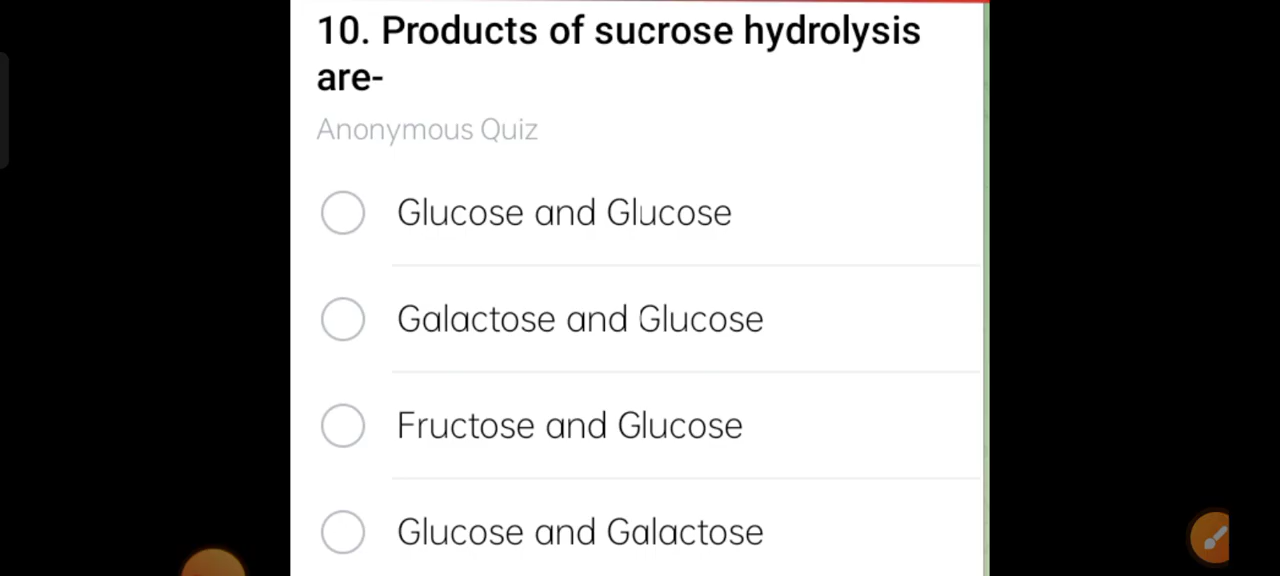 10. Products of sucrose hydrolysis
are-
Anonymous Quiz
Glucose and Glucose
Galactose and Glucose
Fructose and Glucose
Glucose and Galactose